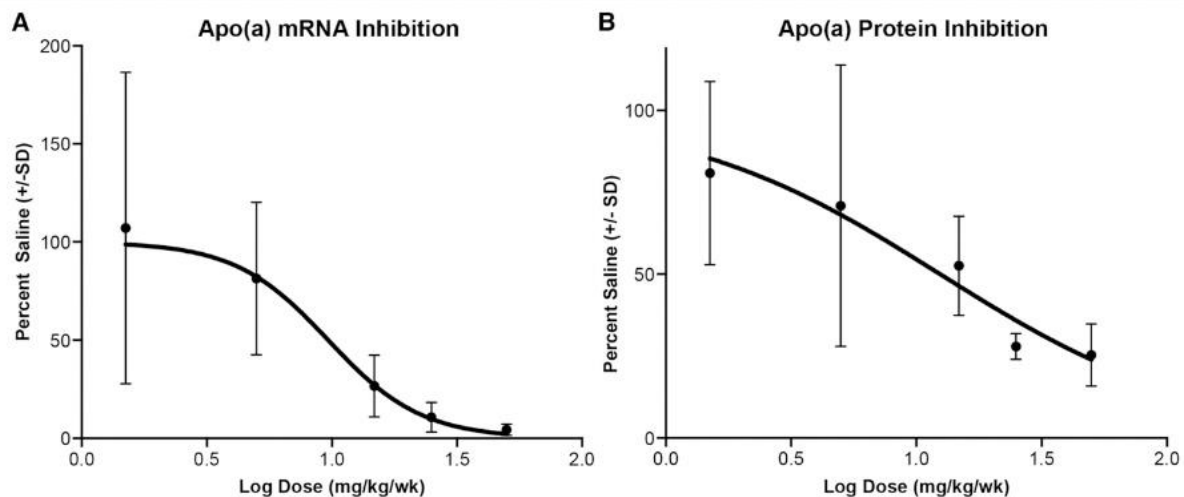 A
Apo(a) mRNA Inhibition
200
150
100
50
0
Percent Saline (+/-SD)
0.0
0.5
1.0
1.5
2.0
Log Dose (mg/kg/wk)
B
Apo(a) Protein Inhibition
100
50
0
Percent Saline (+/- SD)
0.0
0.5
1.0
1.5
2.0
Log Dose (mg/kg/wk)